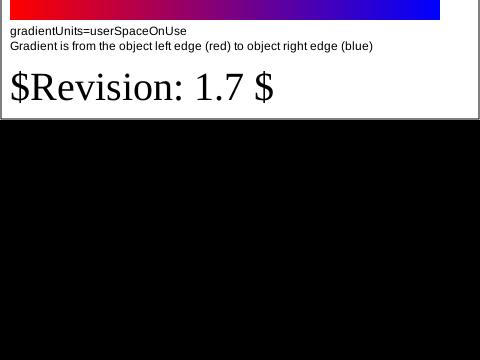 gradientUnits=userSpaceOnUse
Gradient is from the object left edge (red) to object right edge (blue)
$Revision: 1.7 $